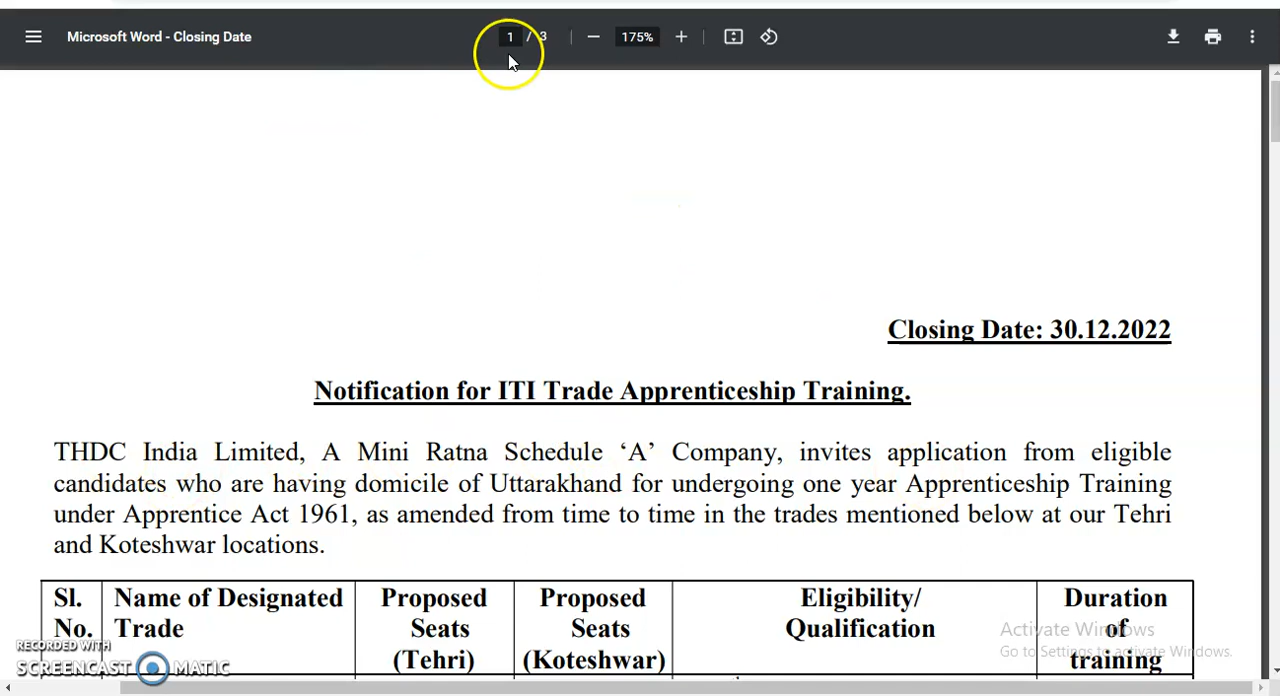 Microsoft Word - Closing Date
1 / 3
175%
Closing Date: 30.12.2022
Notification for ITI Trade Apprenticeship Training.
THDC India Limited, A Mini Ratna Schedule ‘A’ Company, invites application from eligible
candidates who are having domicile of Uttarakhand for undergoing one year Apprenticeship Training
under Apprentice Act 1961, as amended from time to time in the trades mentioned below at our Tehri
and Koteshwar locations.
Sl.
No.
Name of Designated
Trade
Proposed
Seats
(Tehri)
Proposed
Seats
(Koteshwar)
Eligibility/
Qualification
Duration
of
training
Activate Windows
Go to Settings to activate Windows.
RECORDED WITH
SCREENCAST MATIC